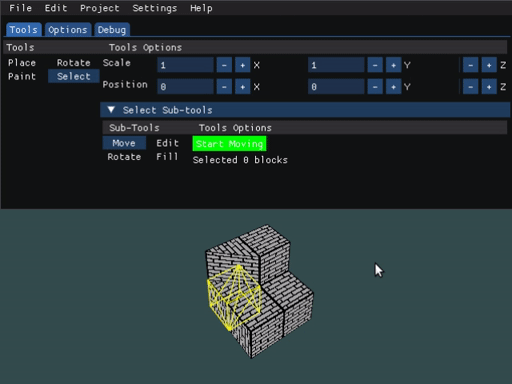 File Edit Project Settings Help
Tools Options Debug
Tools Tools Options
Place Rotate Scale 1 - + X 1 - + Y - + Z
Paint Select Position 0 - + X 0 - + Y - + Z
▼ Select Sub-tools
Sub-Tools Tools Options
Move Edit Start Moving
Rotate Fill Selected 0 blocks